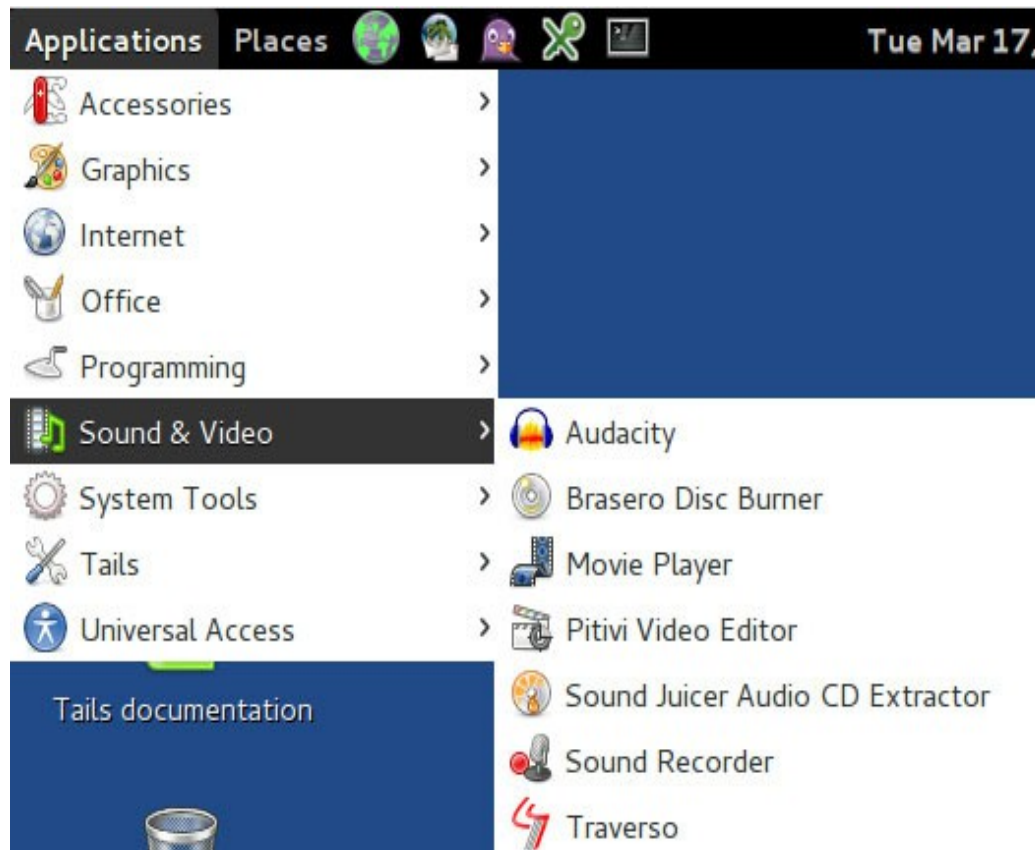 Applications Places Tue Mar 17,
Accessories
Graphics
Internet
Office
Programming
Sound & Video
System Tools
Tails
Universal Access
Tails documentation
Audacity
Brasero Disc Burner
Movie Player
Pitivi Video Editor
Sound Juicer Audio CD Extractor
Sound Recorder
Traverso